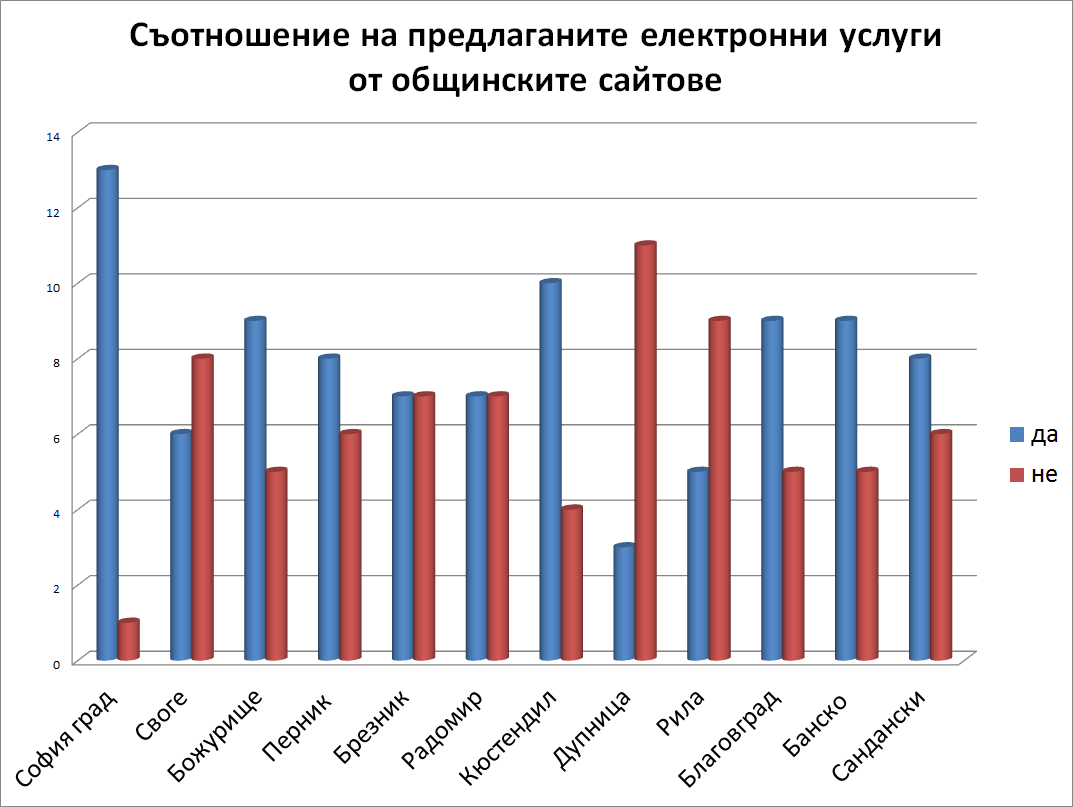 Съотношение на предлаганите електронни услуги
от общинските сайтове
14
12
10
8
6
4
2
0
да
не
София град
Своге
Божурище
Перник
Брезник
Радомир
Кюстендил
Дупница
Рила
Благовград
Банско
Сандански